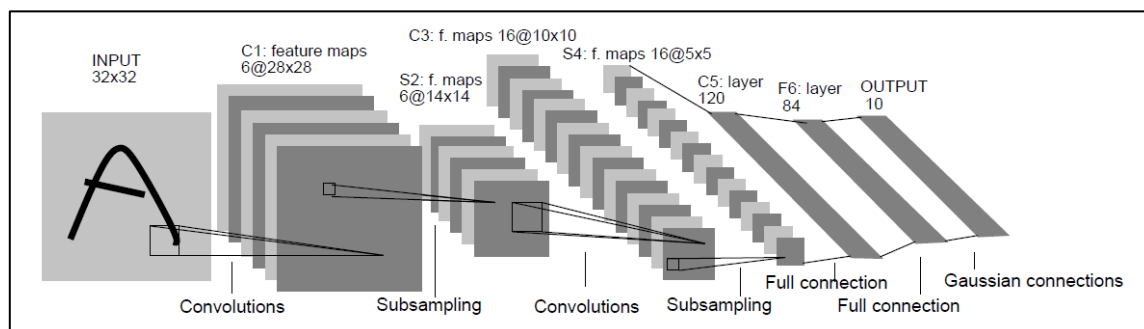 INPUT
32x32
C1: feature maps
6@28x28
S2: f. maps
6@14x14
C3: f. maps 16@10x10
S4: f. maps 16@5x5
C5: layer
120
F6: layer
84
OUTPUT
10
Convolutions
Subsampling
Convolutions
Subsampling
Full connection
Full connection
Gaussian connections
A